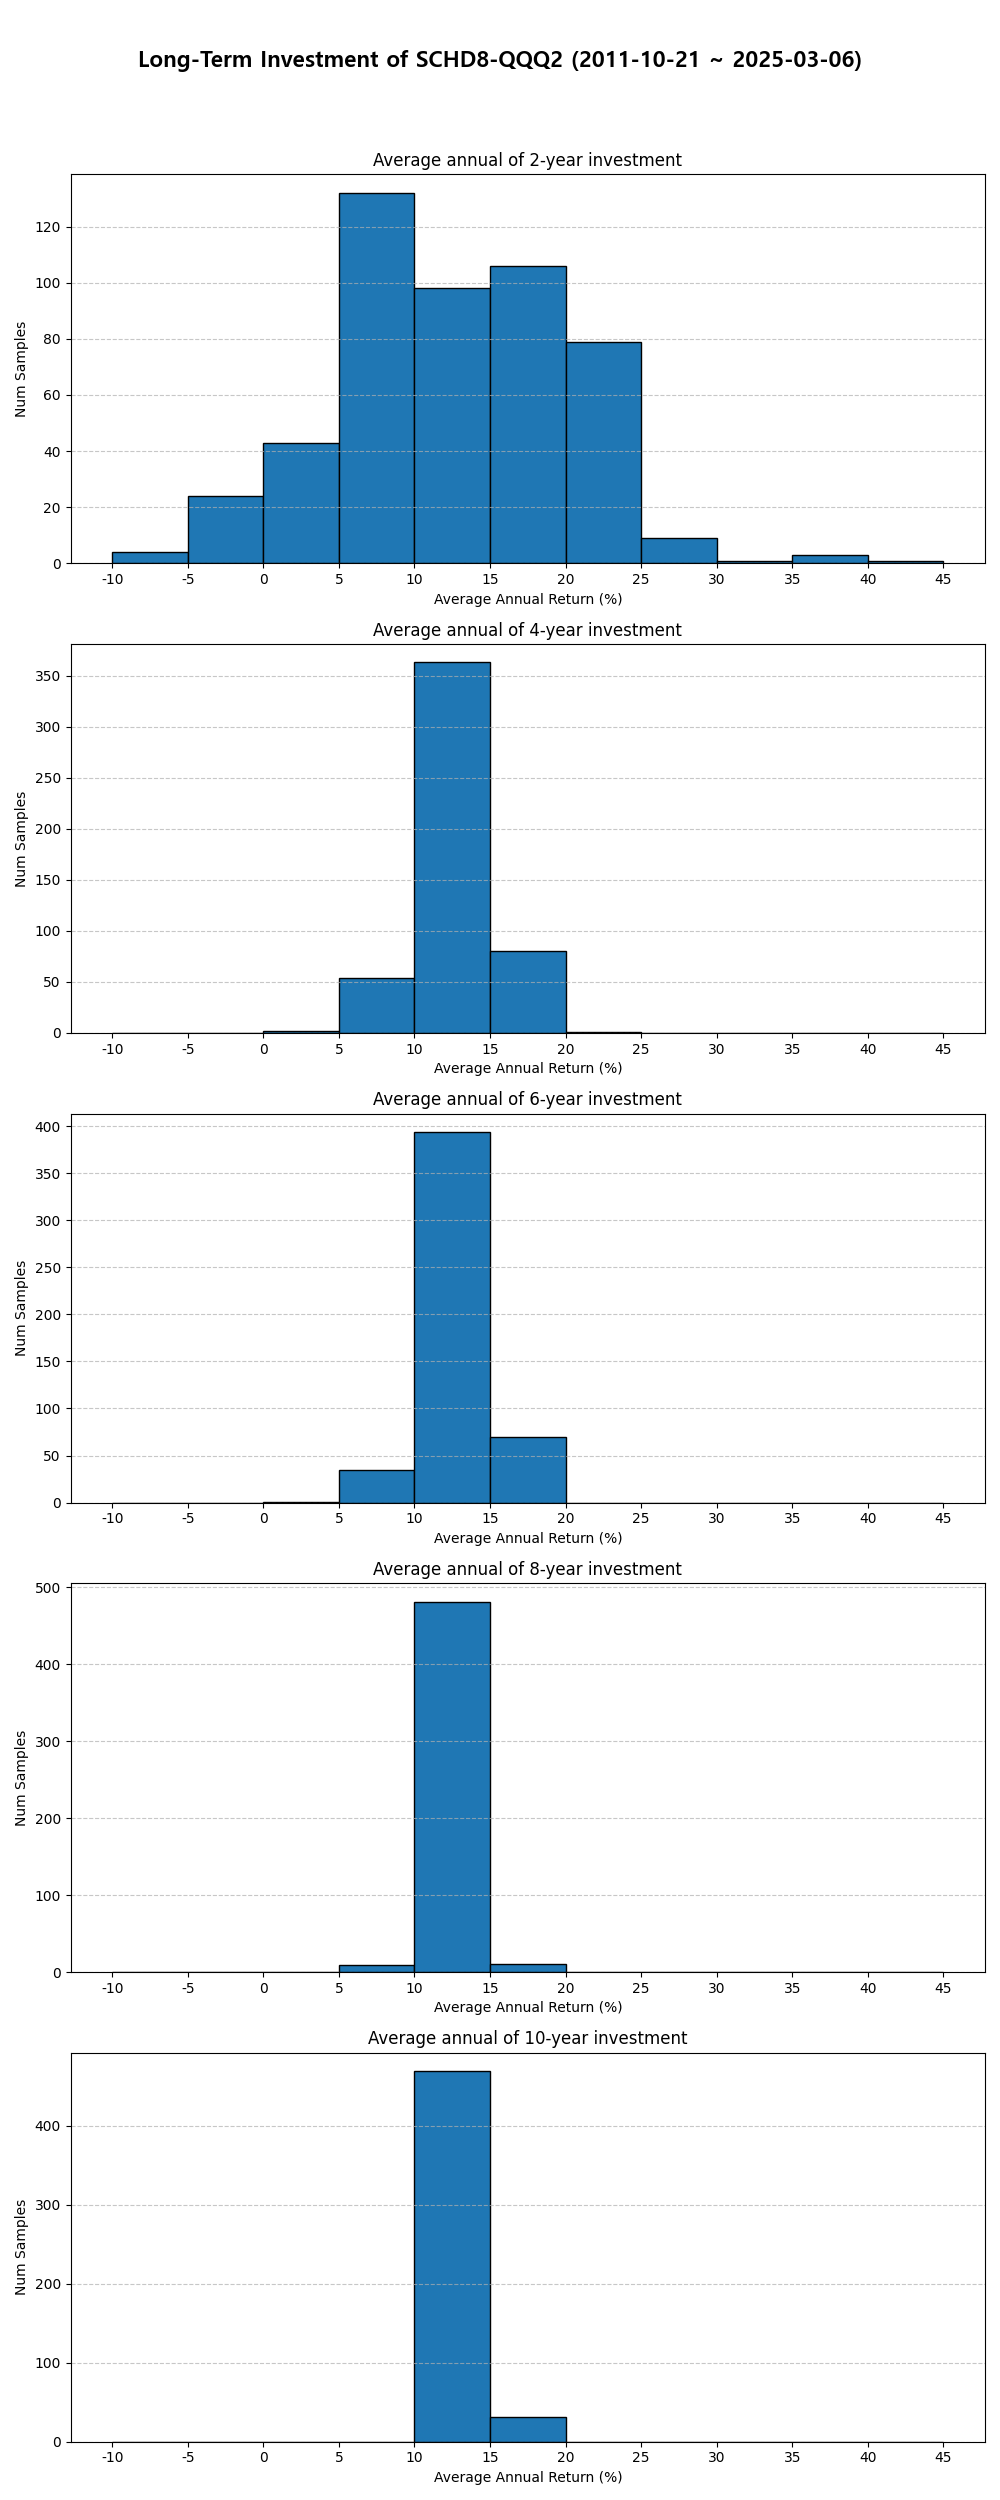 Long-Term Investment of SCHD8-QQQ2 (2011-10-21 ~ 2025-03-06)
Average annual of 2-year investment
120
100
80
60
40
20
0
Num Samples
-10 -5 0 5 10 15 20 25 30 35 40 45
Average Annual Return (%)
Average annual of 4-year investment
350
300
250
200
150
100
50
0
Num Samples
-10 -5 0 5 10 15 20 25 30 35 40 45
Average Annual Return (%)
Average annual of 6-year investment
400
350
300
250
200
150
100
50
0
Num Samples
-10 -5 0 5 10 15 20 25 30 35 40 45
Average Annual Return (%)
Average annual of 8-year investment
500
400
300
200
100
0
Num Samples
-10 -5 0 5 10 15 20 25 30 35 40 45
Average Annual Return (%)
Average annual of 10-year investment
400
300
200
100
0
Num Samples
-10 -5 0 5 10 15 20 25 30 35 40 45
Average Annual Return (%)